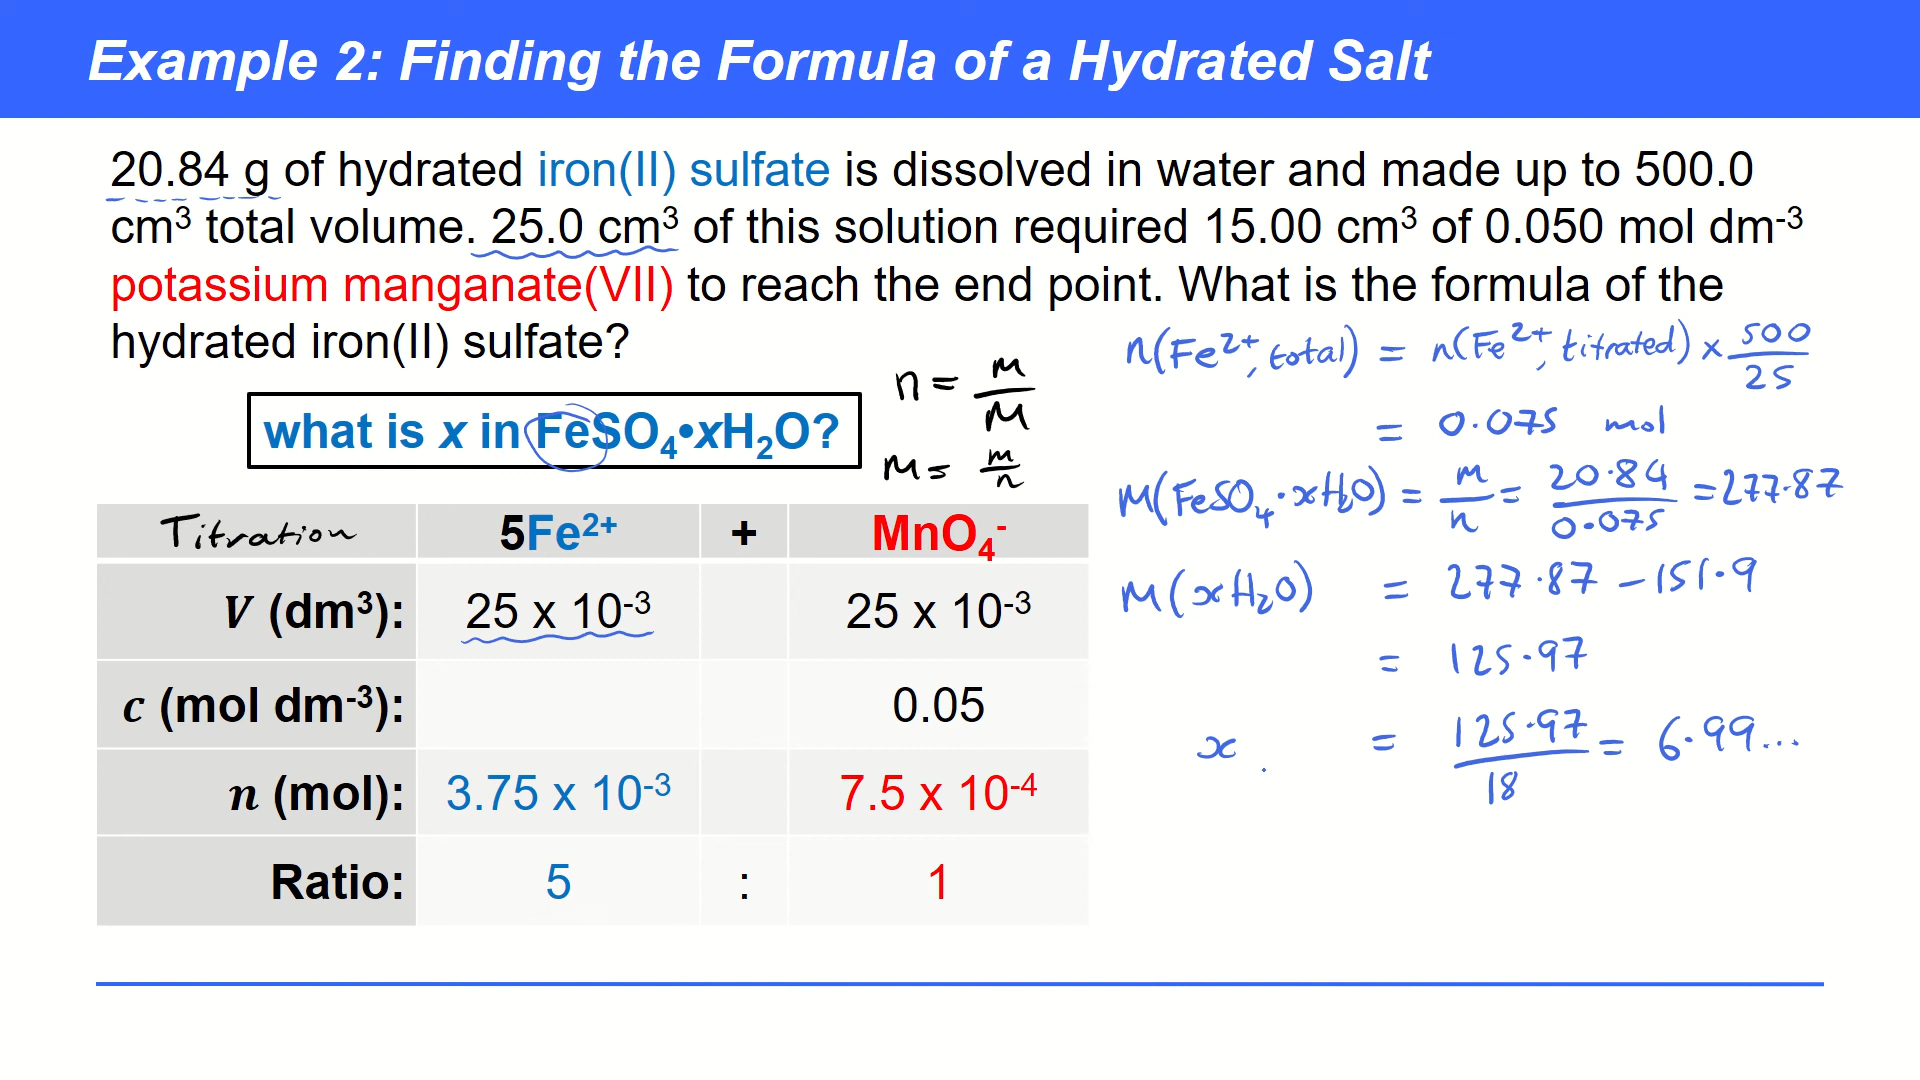 Example 2: Finding the Formula of a Hydrated Salt
20.84 g of hydrated iron(II) sulfate is dissolved in water and made up to 500.0
cm³ total volume. 25.0 cm³ of this solution required 15.00 cm³ of 0.050 mol dm⁻³
potassium manganate(VII) to reach the end point. What is the formula of the
hydrated iron(II) sulfate?
n(Fe²⁺, total) = n(Fe²⁺, titrated) × 500/25
n = m/M
= 0.075 mol
what is x in FeSO₄•xH₂O?
M = m/n
M(FeSO₄·xH₂O) = m/n = 20.84/0.075 = 277.87
Titration 5Fe²⁺ + MnO₄⁻
M(xH₂O) = 277.87 – 151.9
V (dm³): 25 x 10⁻³ 25 x 10⁻³
= 125.97
c (mol dm⁻³): 0.05
x = 125.97/18 = 6.99...
n (mol): 3.75 x 10⁻³ 7.5 x 10⁻⁴
Ratio: 5 : 1